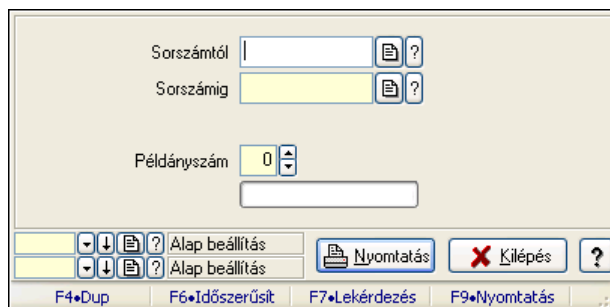 Sorszámtól ?
Sorszámig ?
Példányszám 0
? Alap beállítás
? Alap beállítás
Nyomtatás Kilépés ?
F4•Dup F6•Időszerűsít F7•Lekérdezés F9•Nyomtatás